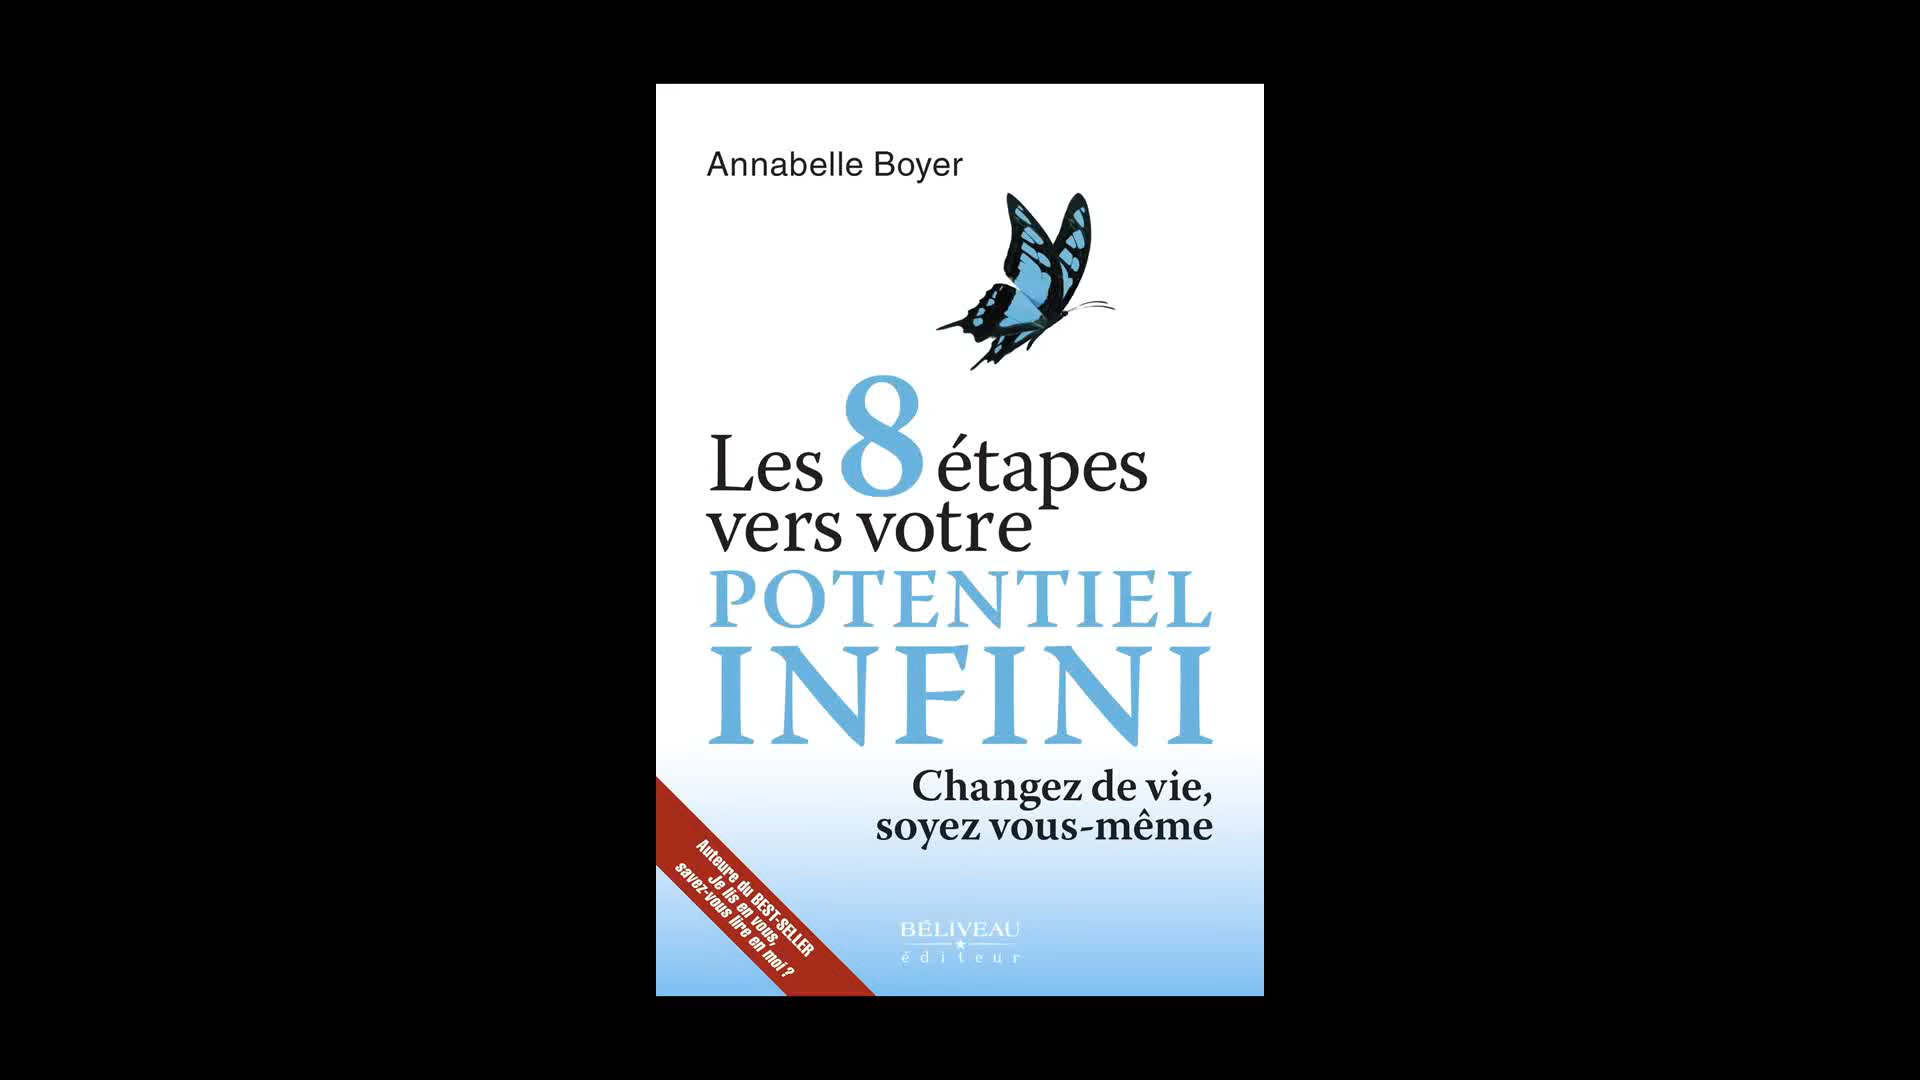 Annabelle Boyer
Les 8 étapes
vers votre
POTENTIEL
INFINI
Changez de vie,
soyez vous-même
Auteure du BEST-SELLER
Je lis en vous,
savez-vous lire en moi ?
BÉLIVEAU
éditeur